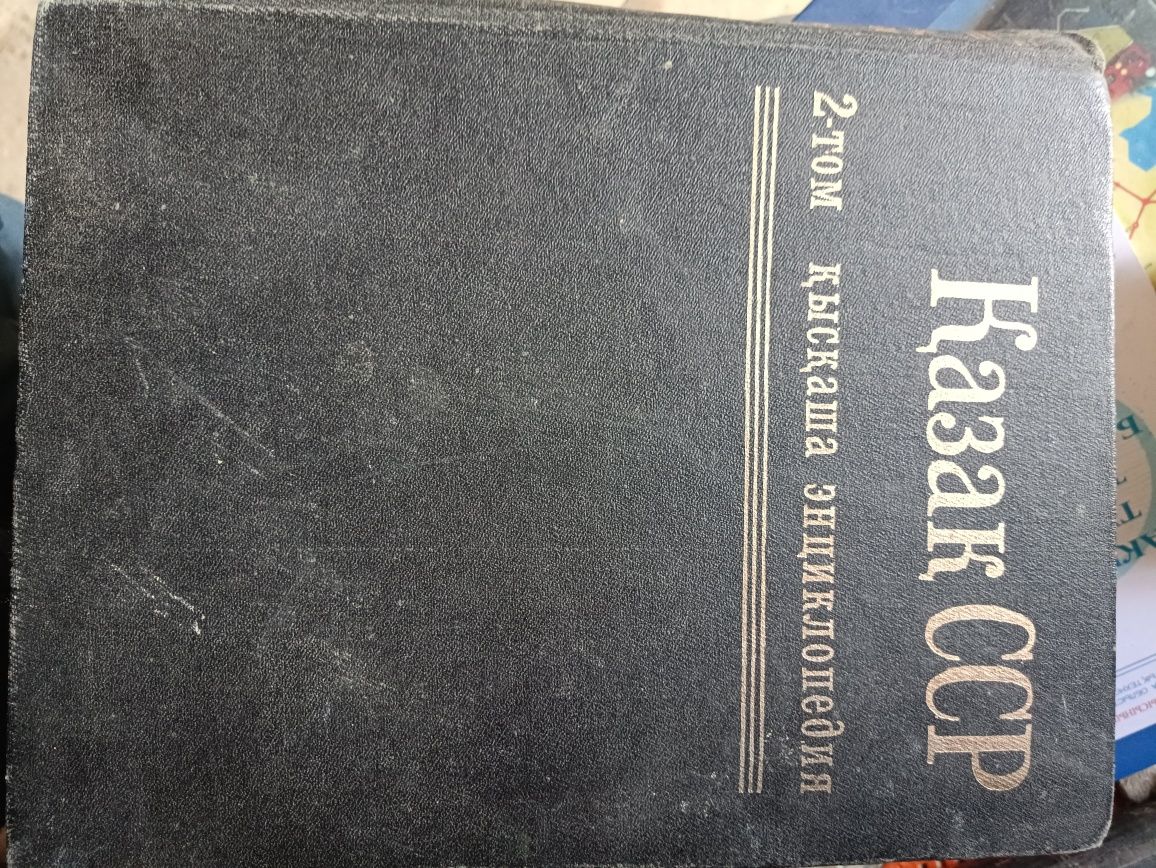 Қазақ ССР
2-том қысқаша энциклопедия